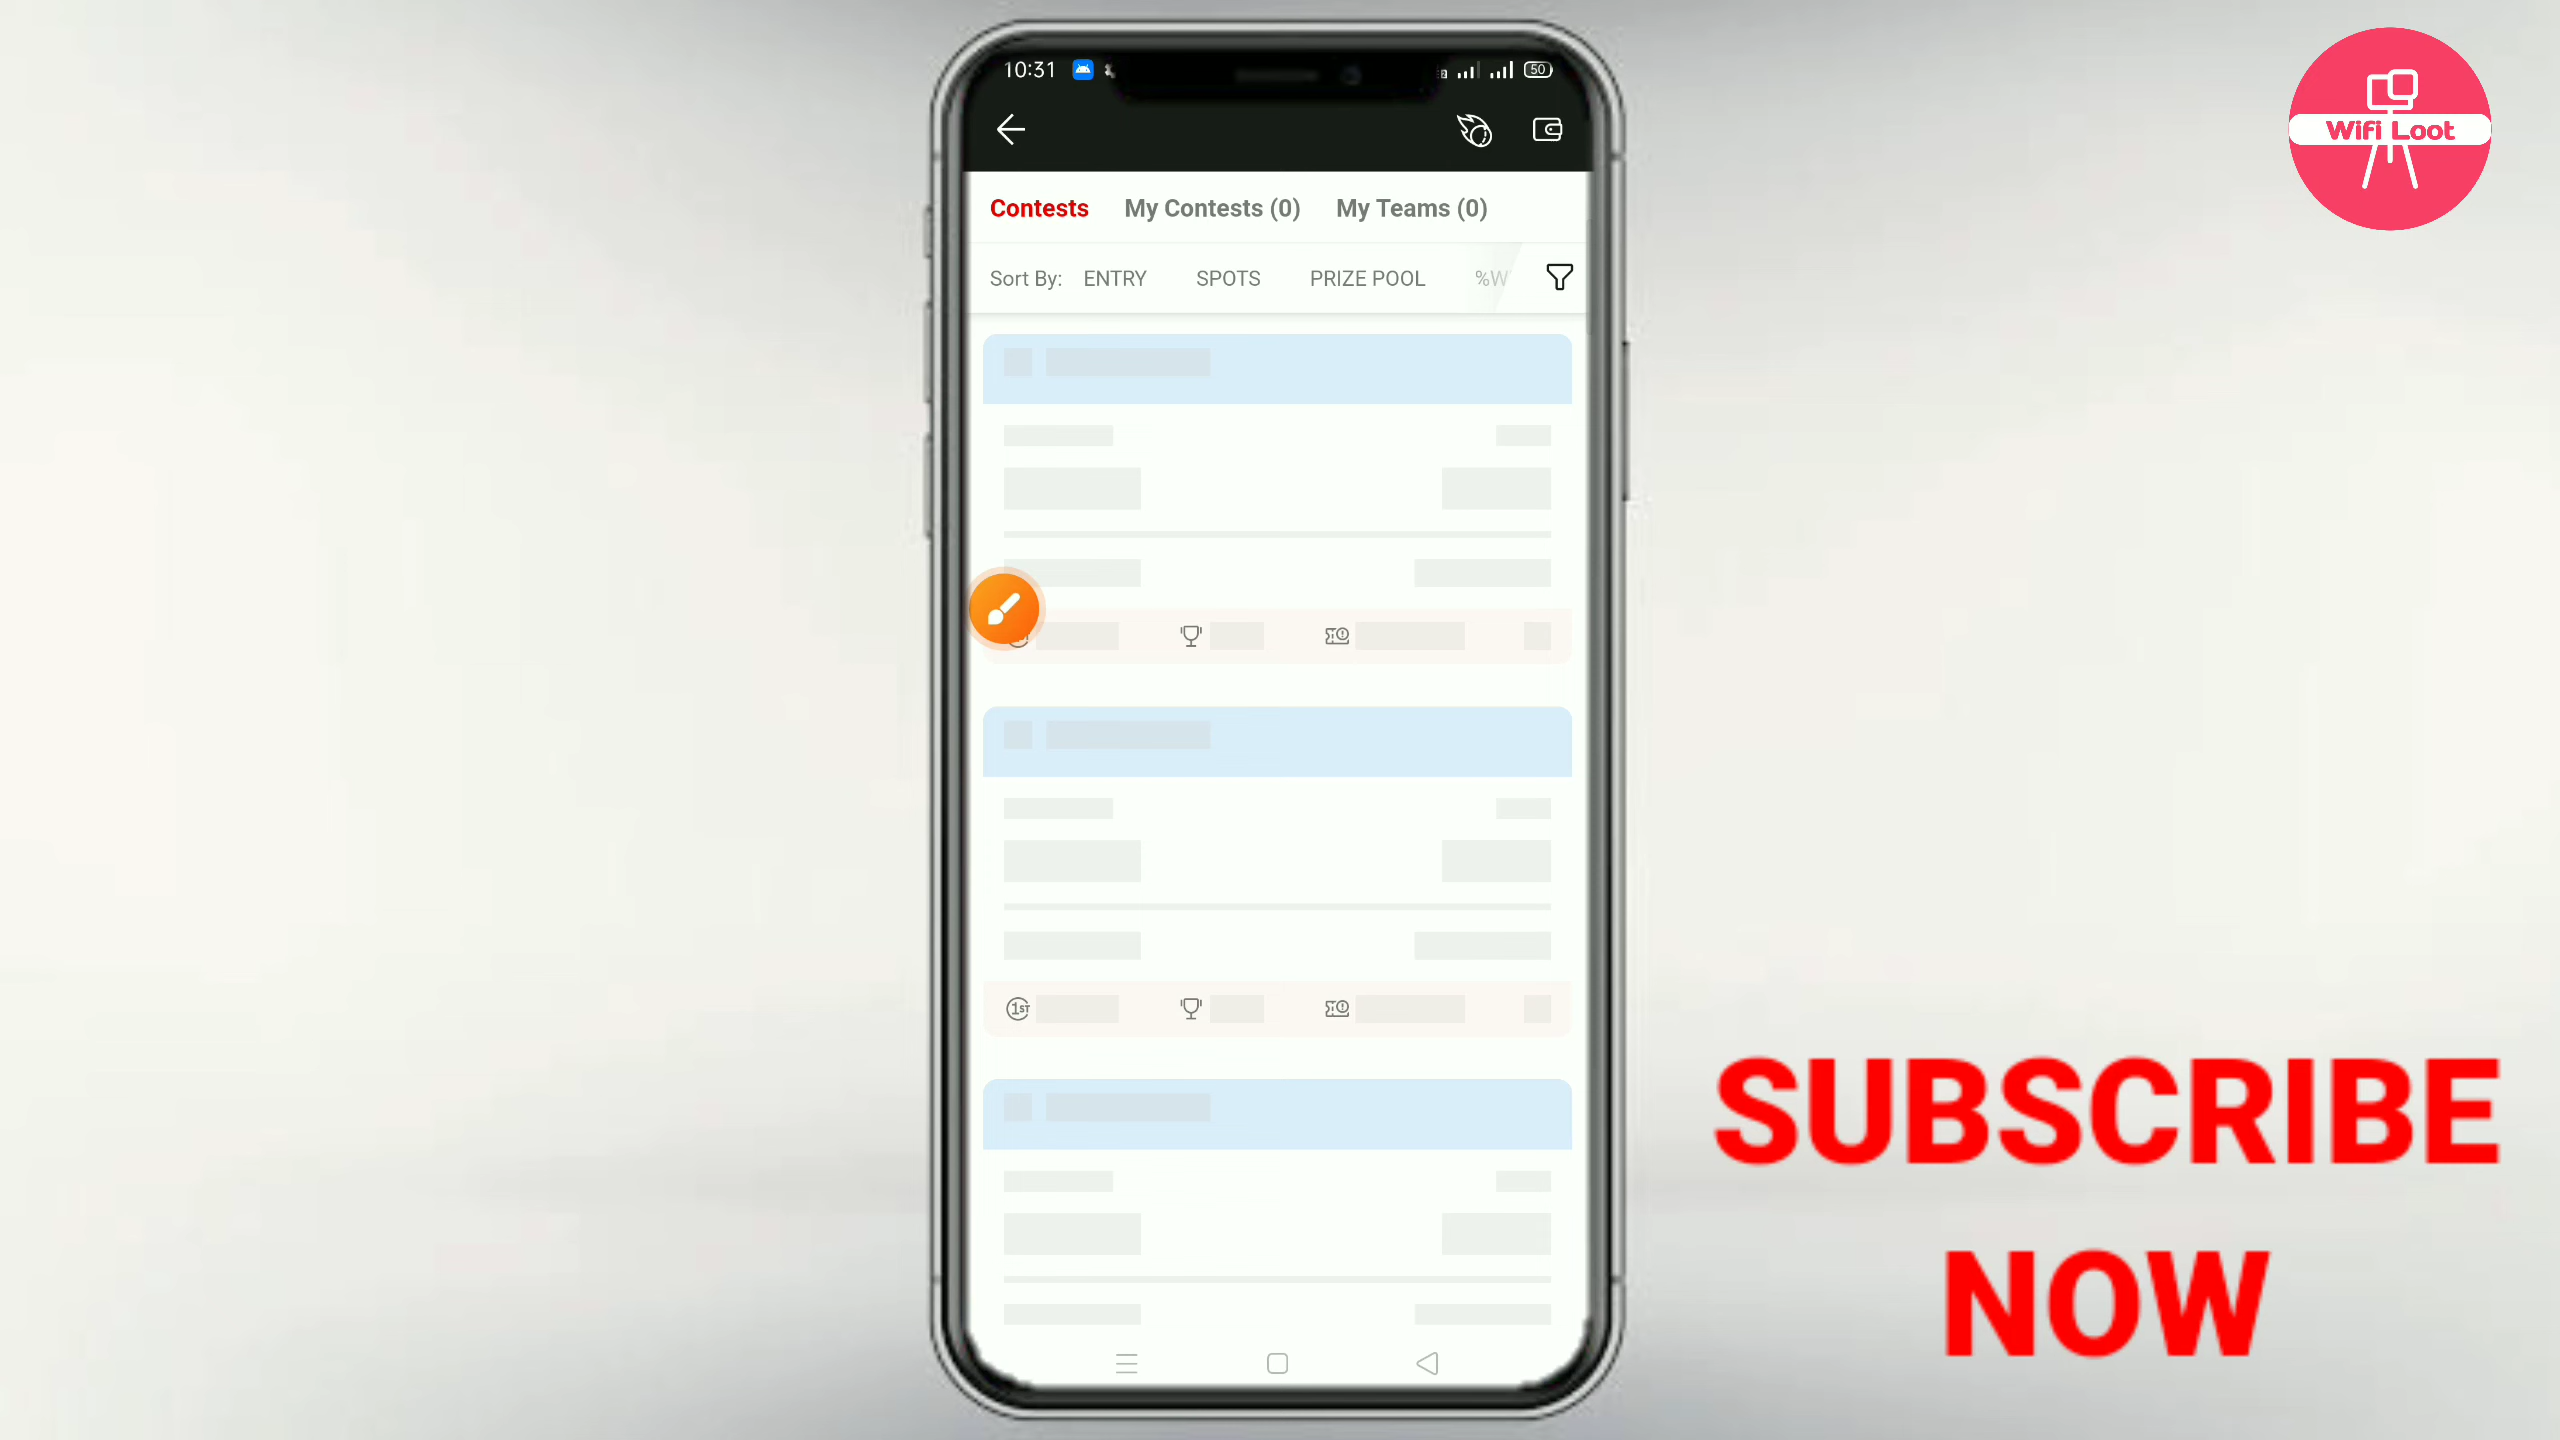 10:31
50
Contests My Contests (0) My Teams (0)
Sort By: ENTRY SPOTS PRIZE POOL %W
1ST
Wifi Loot
SUBSCRIBE
NOW